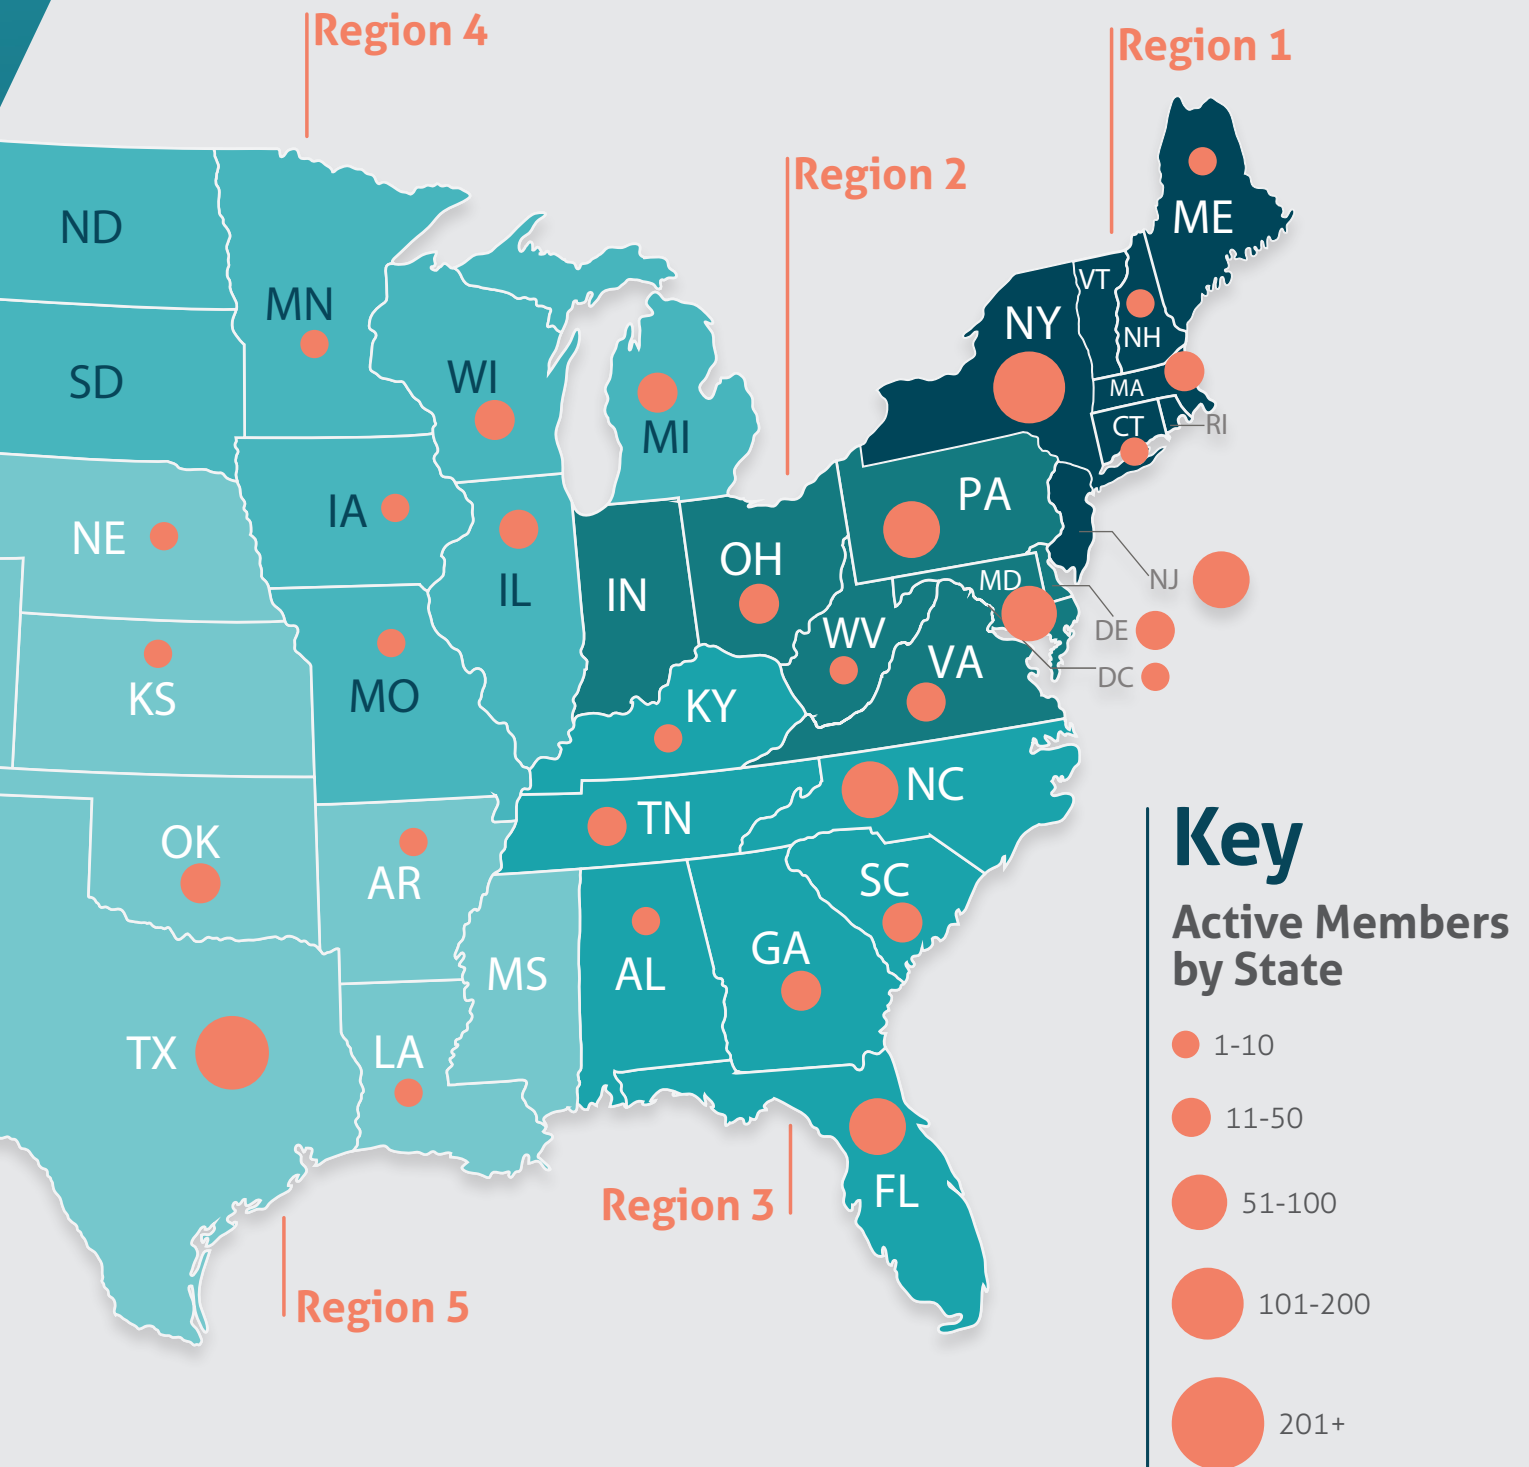 Region 4
Region 1
Region 2
ME
ND
VT
MN
NY
NH
WI
SD
MA
MI
CT
RI
PA
IA
NE
OH
MD
NJ
IL
IN
WV
DE
VA
DC
KS
MO
KY
NC
TN
OK
AR
SC
GA
MS
AL
TX
LA
FL
Region 3
Region 5
Key
Active Members
by State
1-10
11-50
51-100
101-200
201+